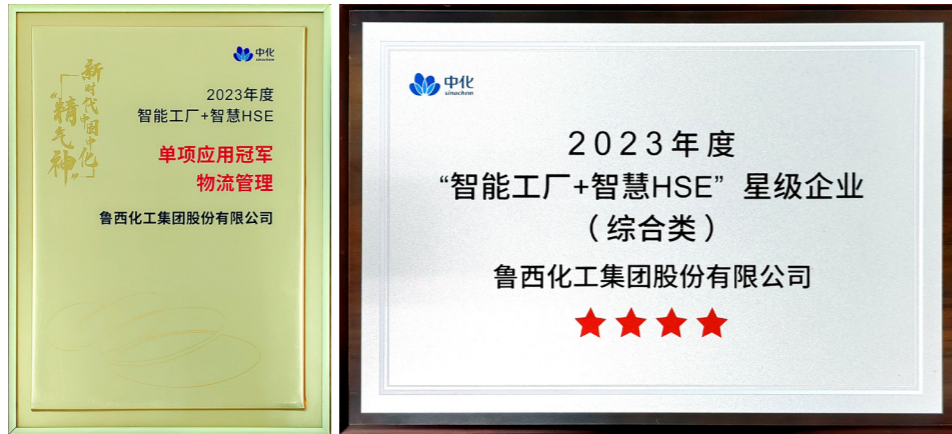 中化
sinochem
新时代中国中化
“精气神”
2023年度
智能工厂+智慧HSE
单项应用冠军
物流管理
鲁西化工集团股份有限公司
中化
sinochem
2023年度
“智能工厂+智慧HSE”星级企业
（综合类）
鲁西化工集团股份有限公司